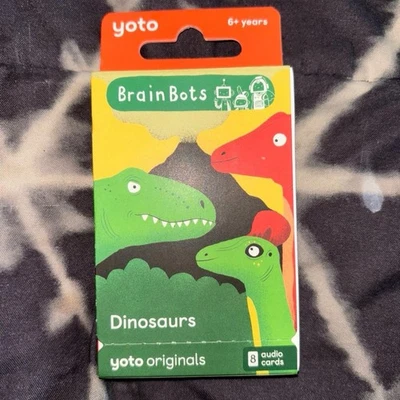 yoto
6+ years
BrainBots
Dinosaurs
yoto originals
8 audio
cards